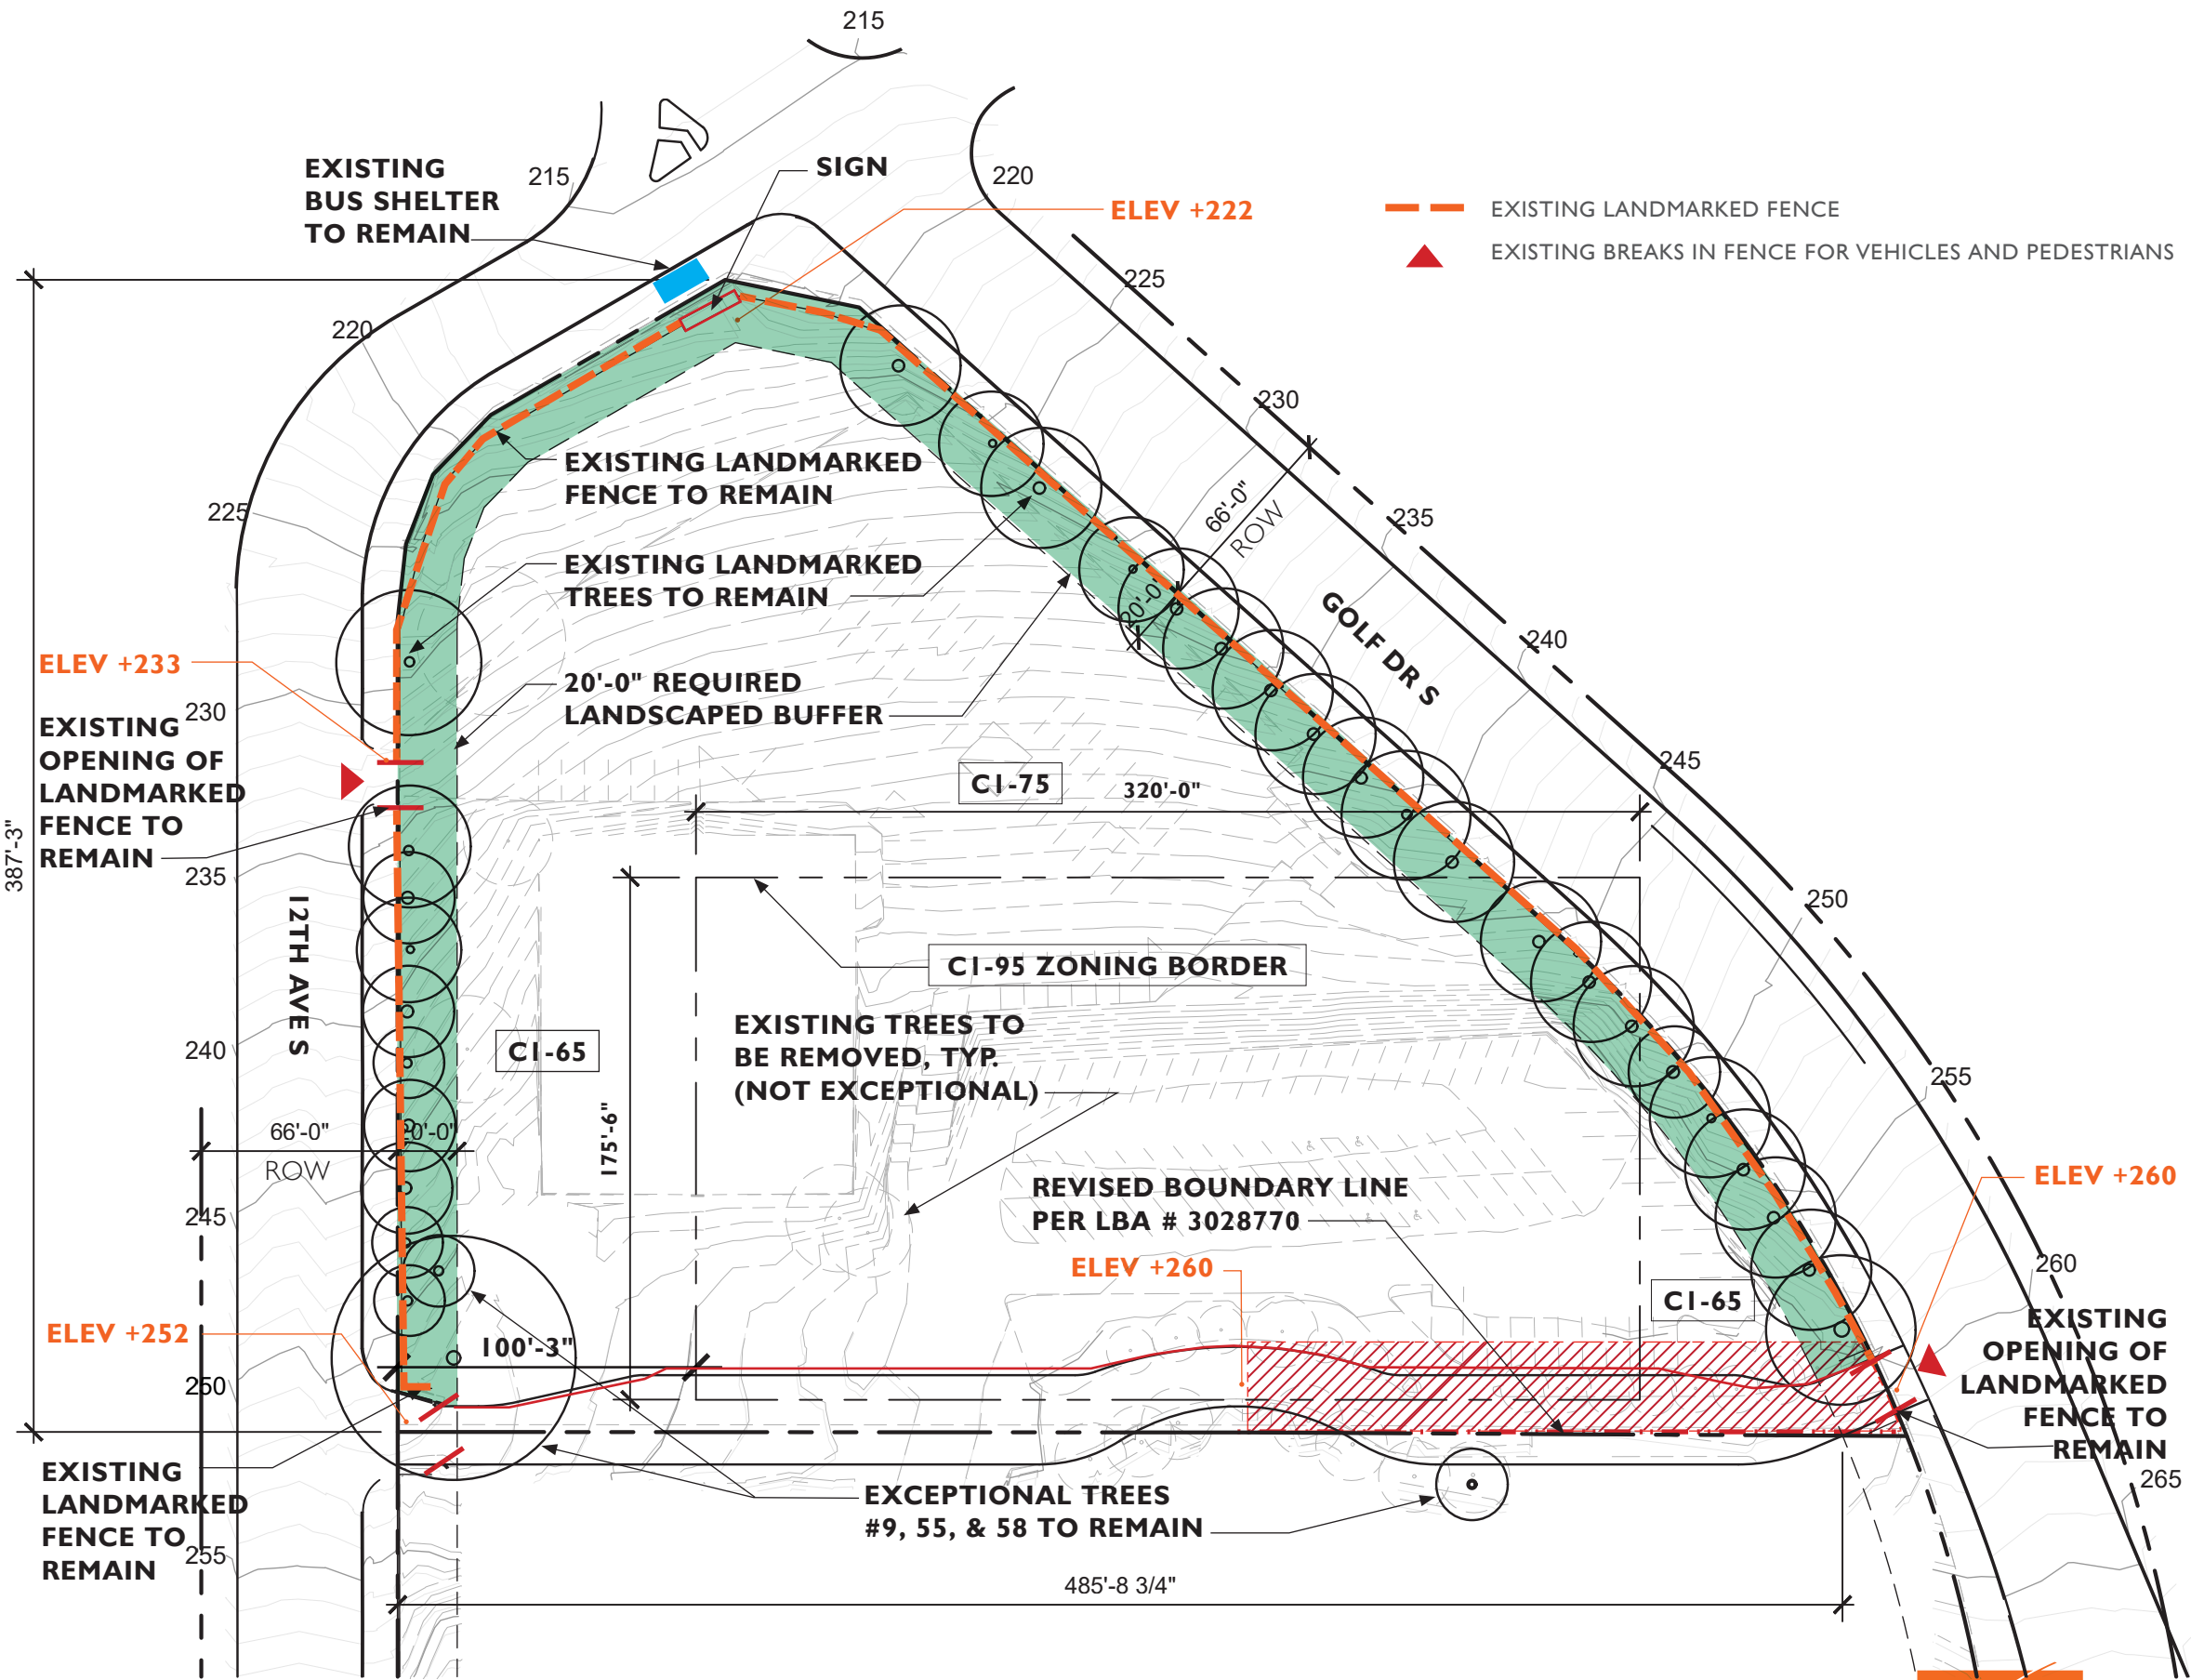 215
EXISTING
BUS SHELTER
TO REMAIN
215
SIGN
220
ELEV +222
EXISTING LANDMARKED FENCE
EXISTING BREAKS IN FENCE FOR VEHICLES AND PEDESTRIANS
225
220
230
EXISTING LANDMARKED
FENCE TO REMAIN
225
66'-0"
ROW
235
EXISTING LANDMARKED
TREES TO REMAIN
20'-0"
GOLF DR S
240
ELEV +233
20'-0" REQUIRED
LANDSCAPED BUFFER
230
EXISTING
OPENING OF
LANDMARKED
FENCE TO
REMAIN
245
C1-75
320'-0"
387'-3"
235
250
12TH AVE S
C1-95 ZONING BORDER
EXISTING TREES TO
BE REMOVED, TYP.
(NOT EXCEPTIONAL)
240
C1-65
255
66'-0"
ROW
20'-0"
175'-6"
ELEV +260
REVISED BOUNDARY LINE
PER LBA # 3028770
245
ELEV +260
260
C1-65
ELEV +252
100'-3"
EXISTING
OPENING OF
LANDMARKED
FENCE TO
REMAIN
250
EXISTING
LANDMARKED
FENCE TO
REMAIN
265
EXCEPTIONAL TREES
#9, 55, & 58 TO REMAIN
255
485'-8 3/4"